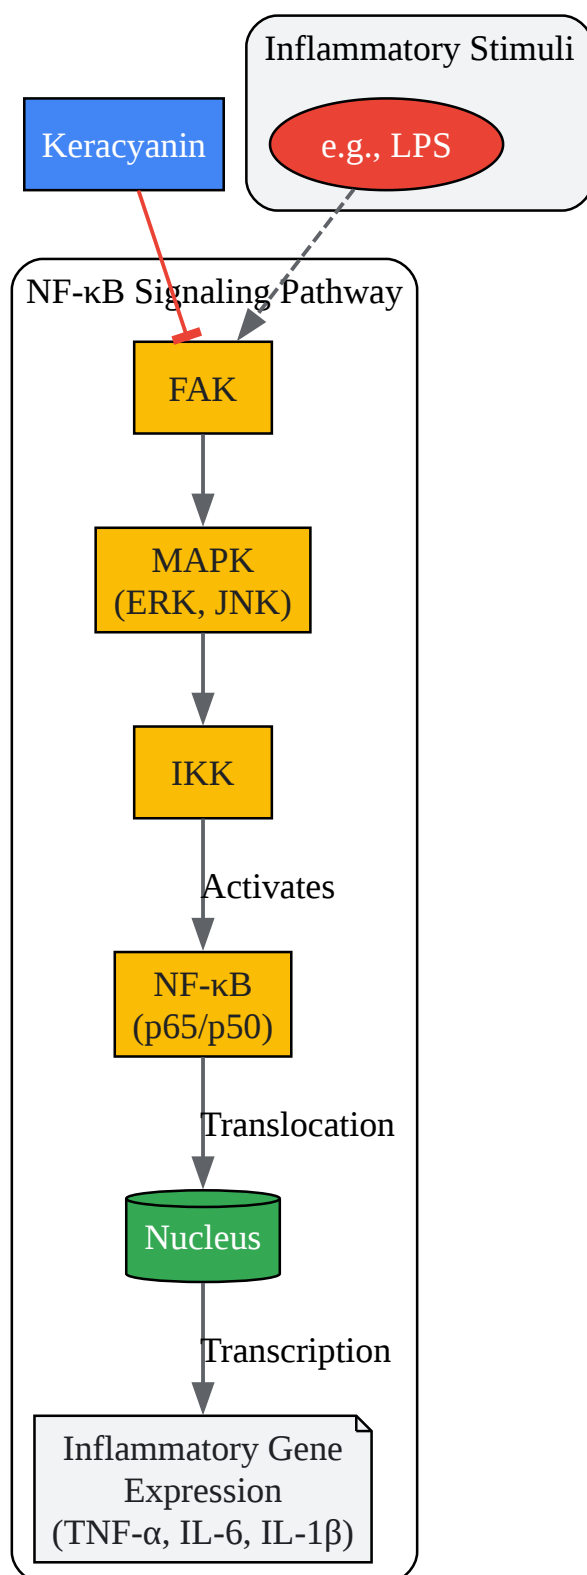 Inflammatory Stimuli
Keracyanin
e.g., LPS
NF-κB Signaling Pathway
FAK
MAPK
(ERK, JNK)
IKK
Activates
NF-κB
(p65/p50)
Translocation
Nucleus
Transcription
Inflammatory Gene
Expression
(TNF-α, IL-6, IL-1β)